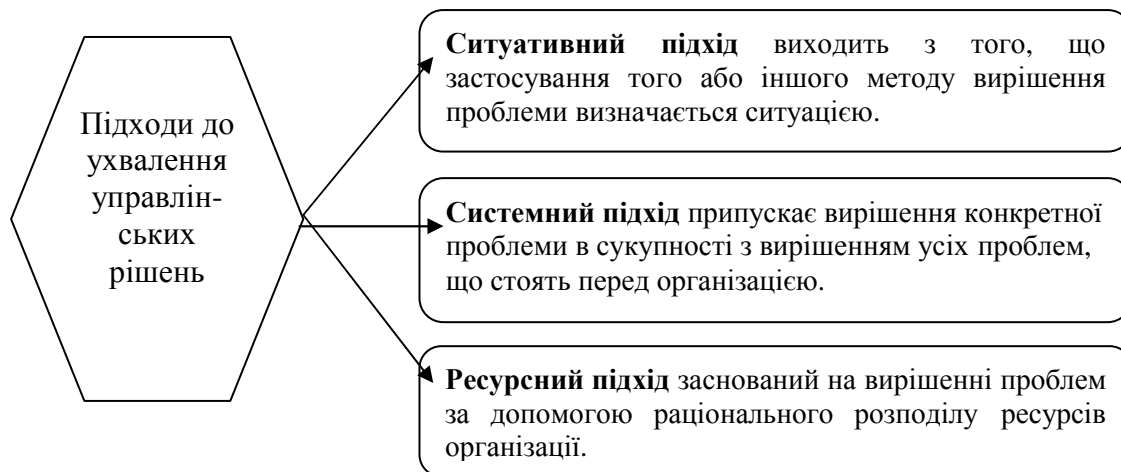 Підходи до
ухвалення
управлін-
ських
рішень
Ситуативний підхід виходить з того, що
застосування того або іншого методу вирішення
проблеми визначається ситуацією.
Системний підхід припускає вирішення конкретної
проблеми в сукупності з вирішенням усіх проблем,
що стоять перед організацією.
Ресурсний підхід заснований на вирішенні проблем
за допомогою раціонального розподілу ресурсів
організації.